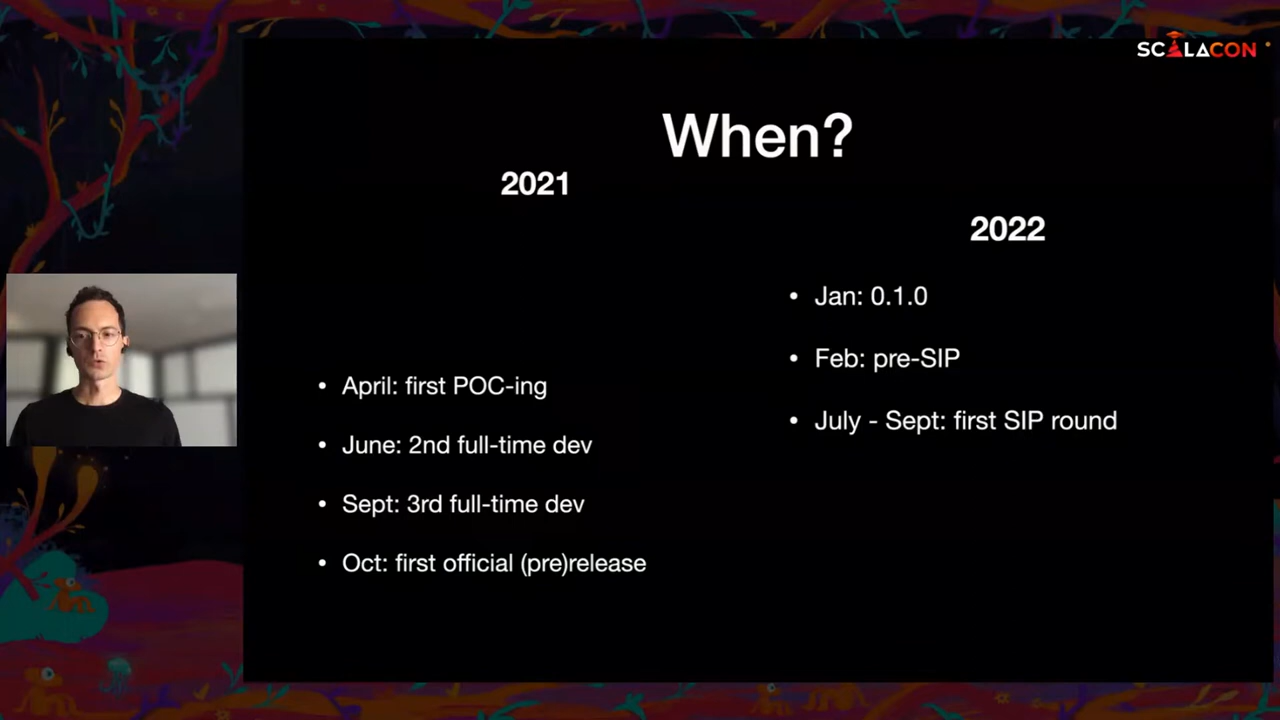 SCALACON
When?
2021
• April: first POC-ing
• June: 2nd full-time dev
• Sept: 3rd full-time dev
• Oct: first official (pre)release
2022
• Jan: 0.1.0
• Feb: pre-SIP
• July - Sept: first SIP round